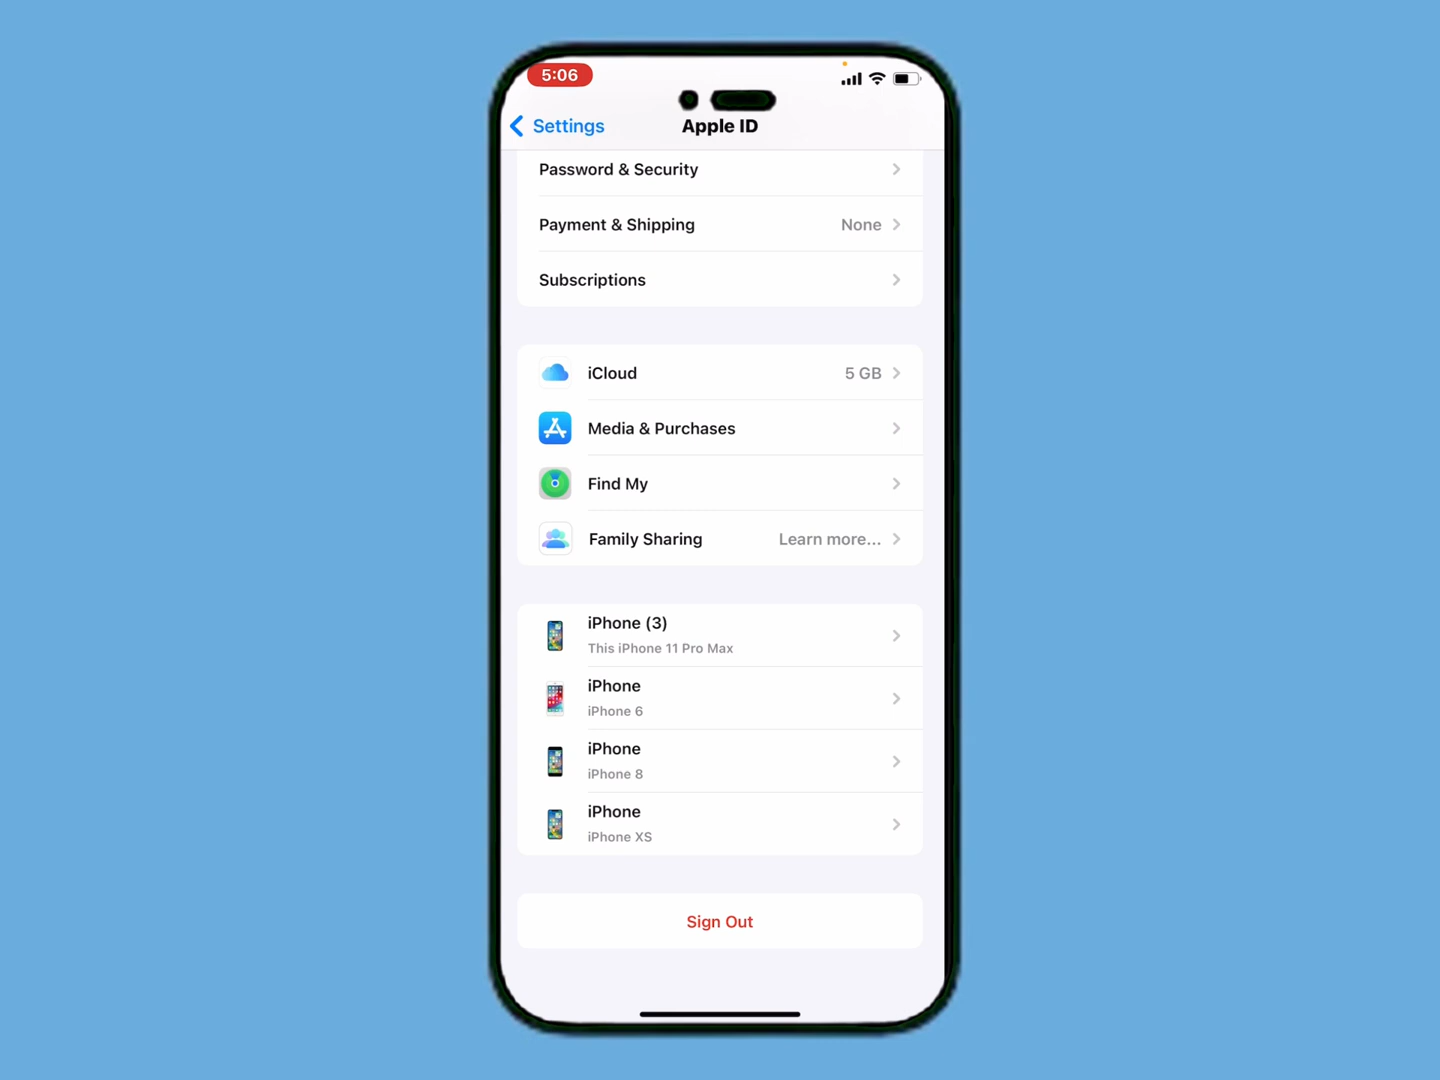 5:06
Settings
Apple ID
Password & Security
Payment & Shipping None
Subscriptions
iCloud 5 GB
Media & Purchases
Find My
Family Sharing Learn more...
iPhone (3)
This iPhone 11 Pro Max
iPhone
iPhone 6
iPhone
iPhone 8
iPhone
iPhone XS
Sign Out